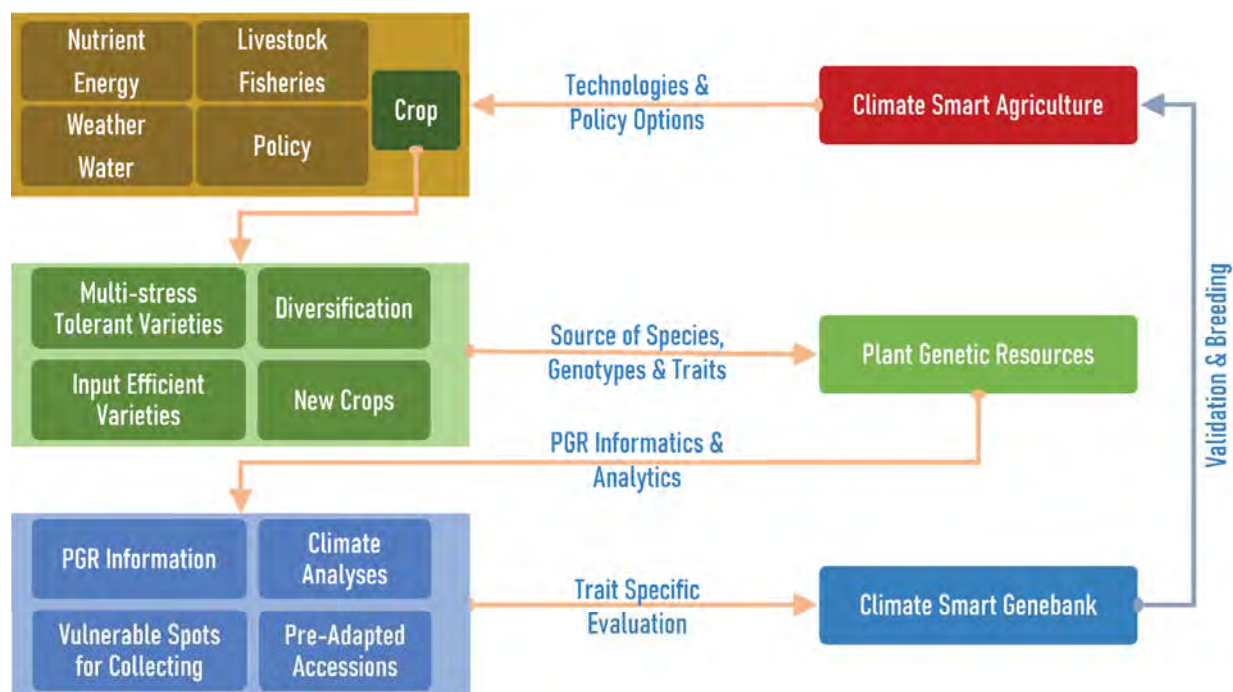 Nutrient
Energy
Livestock
Fisheries
Weather
Water
Policy
Crop
Technologies &
Policy Options
Climate Smart Agriculture
Multi-stress
Tolerant Varieties
Diversification
Input Efficient
Varieties
New Crops
Source of Species,
Genotypes & Traits
Plant Genetic Resources
Validation & Breeding
PGR Informatics &
Analytics
PGR Information
Climate
Analyses
Vulnerable Spots
for Collecting
Pre-Adapted
Accessions
Trait Specific
Evaluation
Climate Smart Genebank